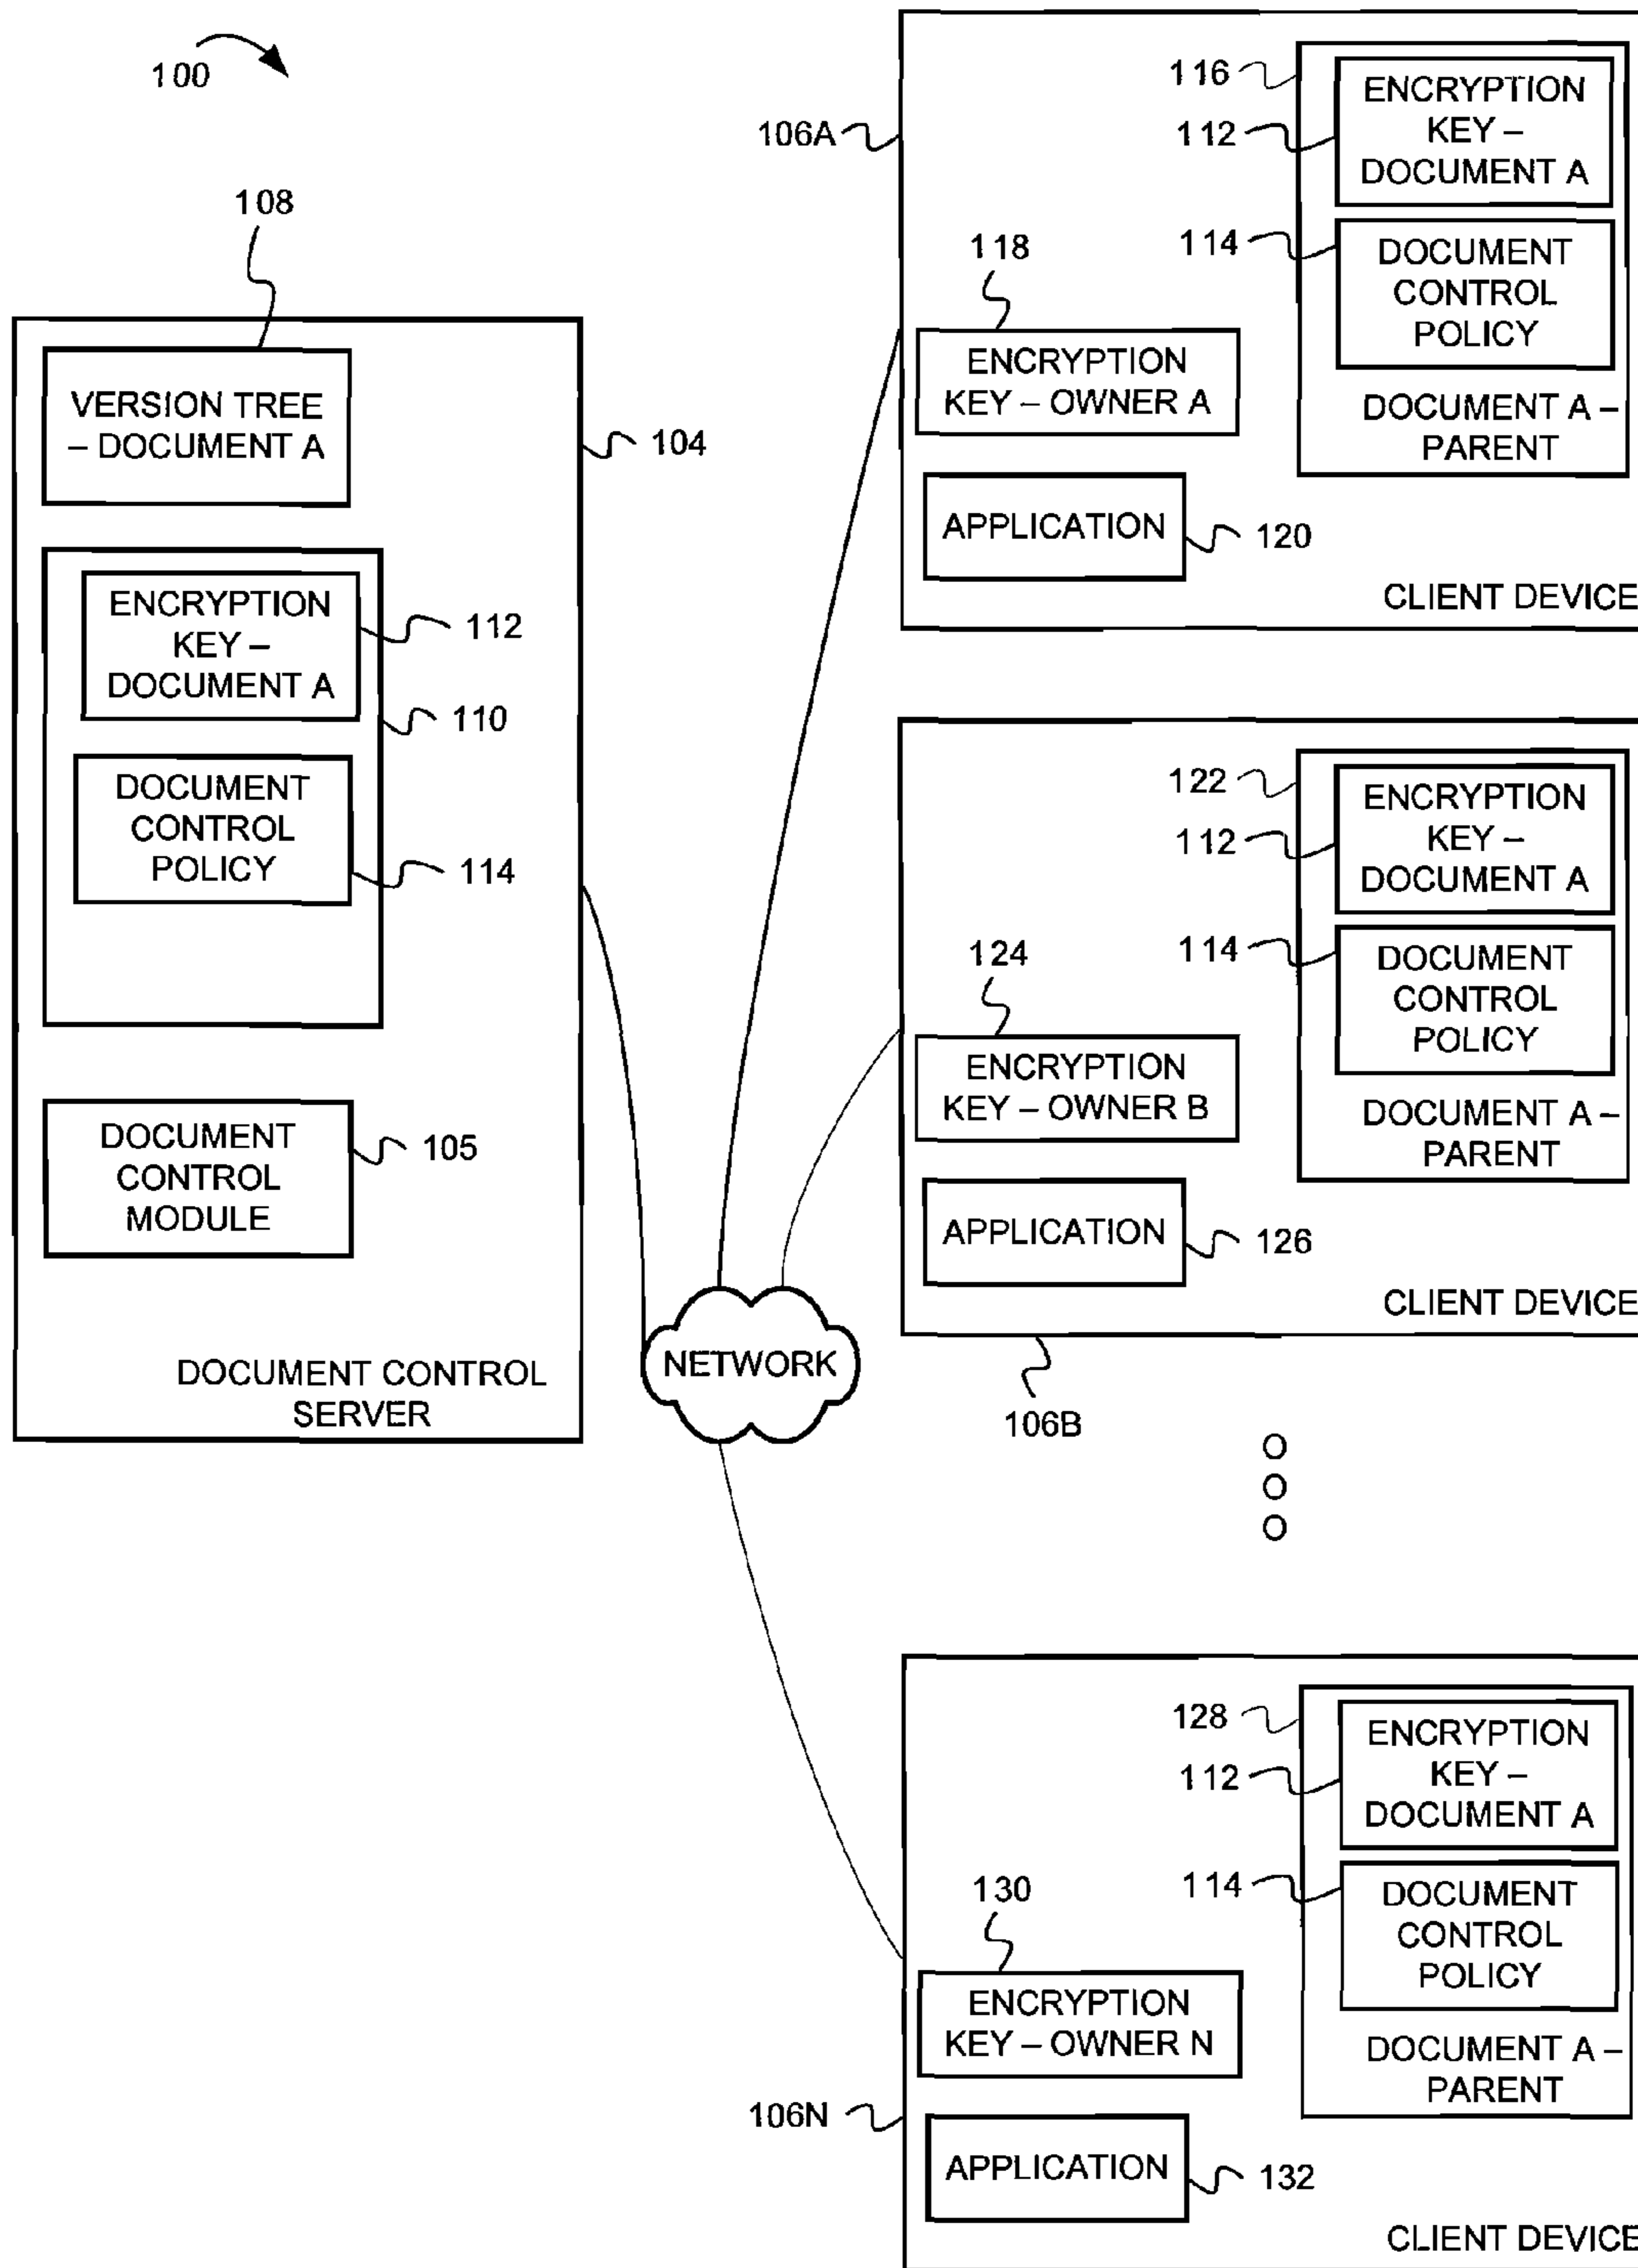 100
108
VERSION TREE
– DOCUMENT A
104
ENCRYPTION
KEY –
DOCUMENT A
112
110
DOCUMENT
CONTROL
POLICY
114
DOCUMENT
CONTROL
MODULE
105
DOCUMENT CONTROL
SERVER
NETWORK
106A
116
ENCRYPTION
KEY –
DOCUMENT A
112
114
DOCUMENT
CONTROL
POLICY
DOCUMENT A –
PARENT
118
ENCRYPTION
KEY – OWNER A
APPLICATION
120
CLIENT DEVICE
122
ENCRYPTION
KEY –
DOCUMENT A
112
114
DOCUMENT
CONTROL
POLICY
DOCUMENT A –
PARENT
124
ENCRYPTION
KEY – OWNER B
APPLICATION
126
CLIENT DEVICE
106B
128
ENCRYPTION
KEY –
DOCUMENT A
112
114
DOCUMENT
CONTROL
POLICY
DOCUMENT A –
PARENT
130
ENCRYPTION
KEY – OWNER N
106N
APPLICATION
132
CLIENT DEVICE